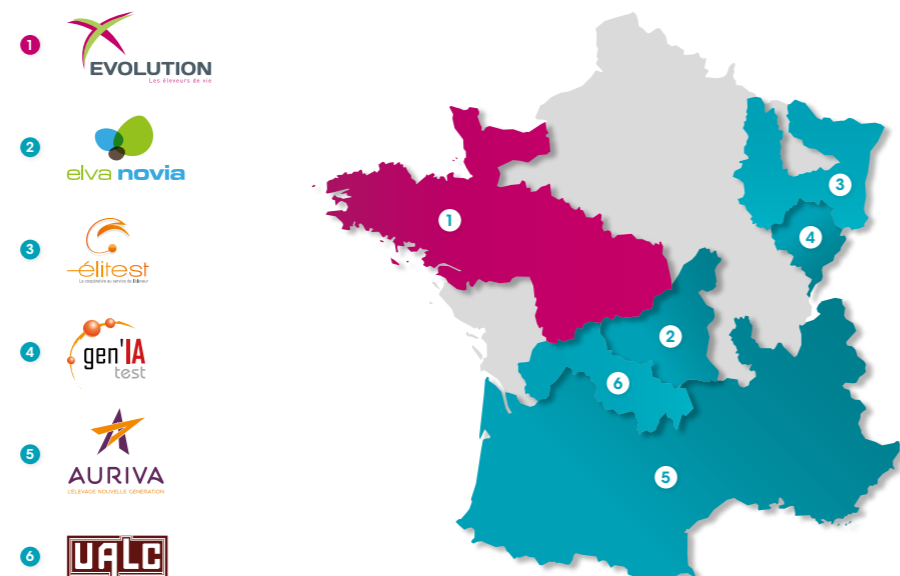 1
EVOLUTION
Les éleveurs de vie
2
elva novia
3
élitest
La coopération au service de l'éleveur
4
gen'IA
test
5
AURIVA
L'ÉLEVAGE NOUVELLE GÉNÉRATION
6
UALC
1
3
4
2
6
5